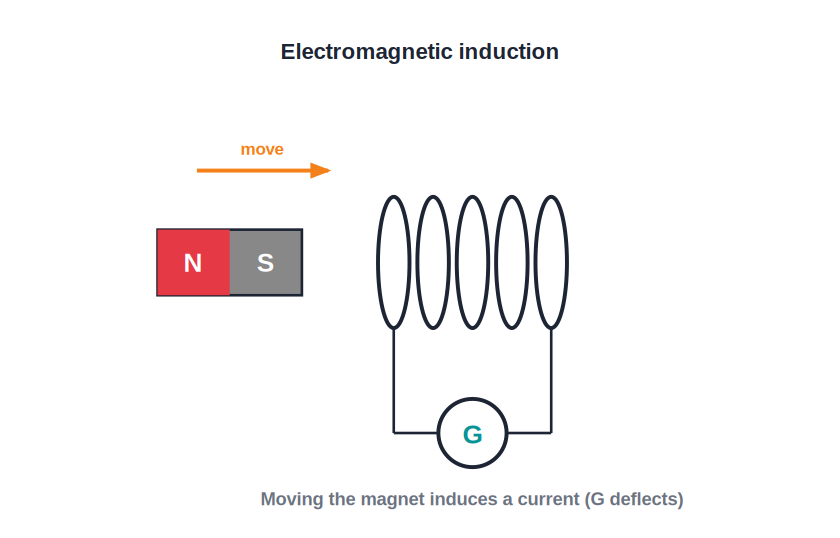 Electromagnetic induction
move
N S
G
Moving the magnet induces a current (G deflects)